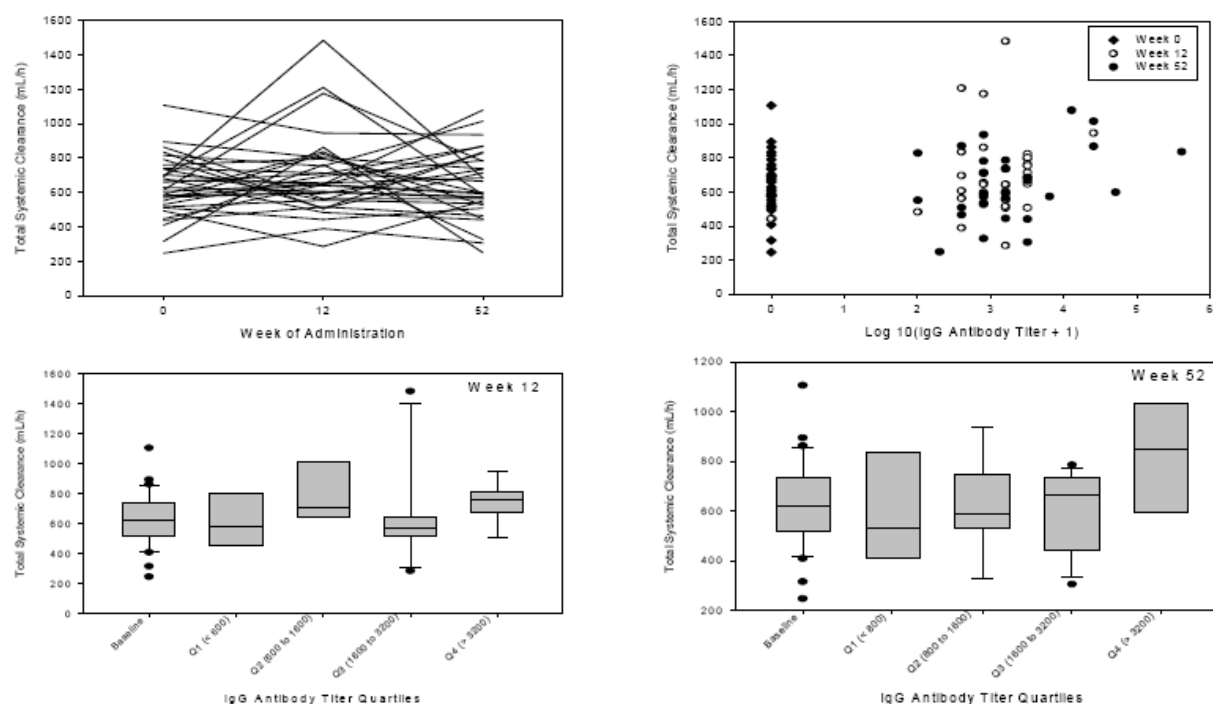 1600
1400
1200
1000
800
600
400
200
0
Total Systemic Clearance (mL/h)
0
12
52
Week of Administration
1600
1400
1200
1000
800
600
400
200
0
Total Systemic Clearance (mL/h)
Week 0
Week 12
Week 52
0
1
2
3
4
5
6
Log 10(IgG Antibody Titer + 1)
1600
1400
1200
1000
800
600
400
200
0
Total Systemic Clearance (mL/h)
Week 12
Baseline
Q1 (< 800)
Q2 (800 to 1600)
Q3 (1600 to 3200)
Q4 (> 3200)
IgG Antibody Titer Quartiles
1200
1000
800
600
400
200
Total Systemic Clearance (mL/h)
Week 52
Baseline
Q1 (< 800)
Q2 (800 to 1600)
Q3 (1600 to 3200)
Q4 (> 3200)
IgG Antibody Titer Quartiles